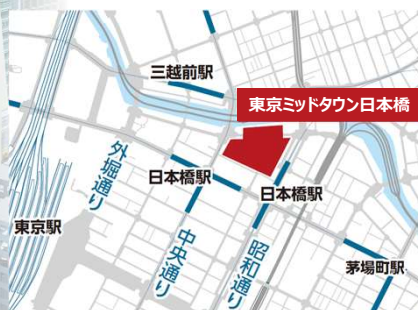 三越前駅
東京ミッドタウン日本橋
外堀通り
日本橋駅
日本橋駅
東京駅
中央通り
昭和通り
茅場町駅